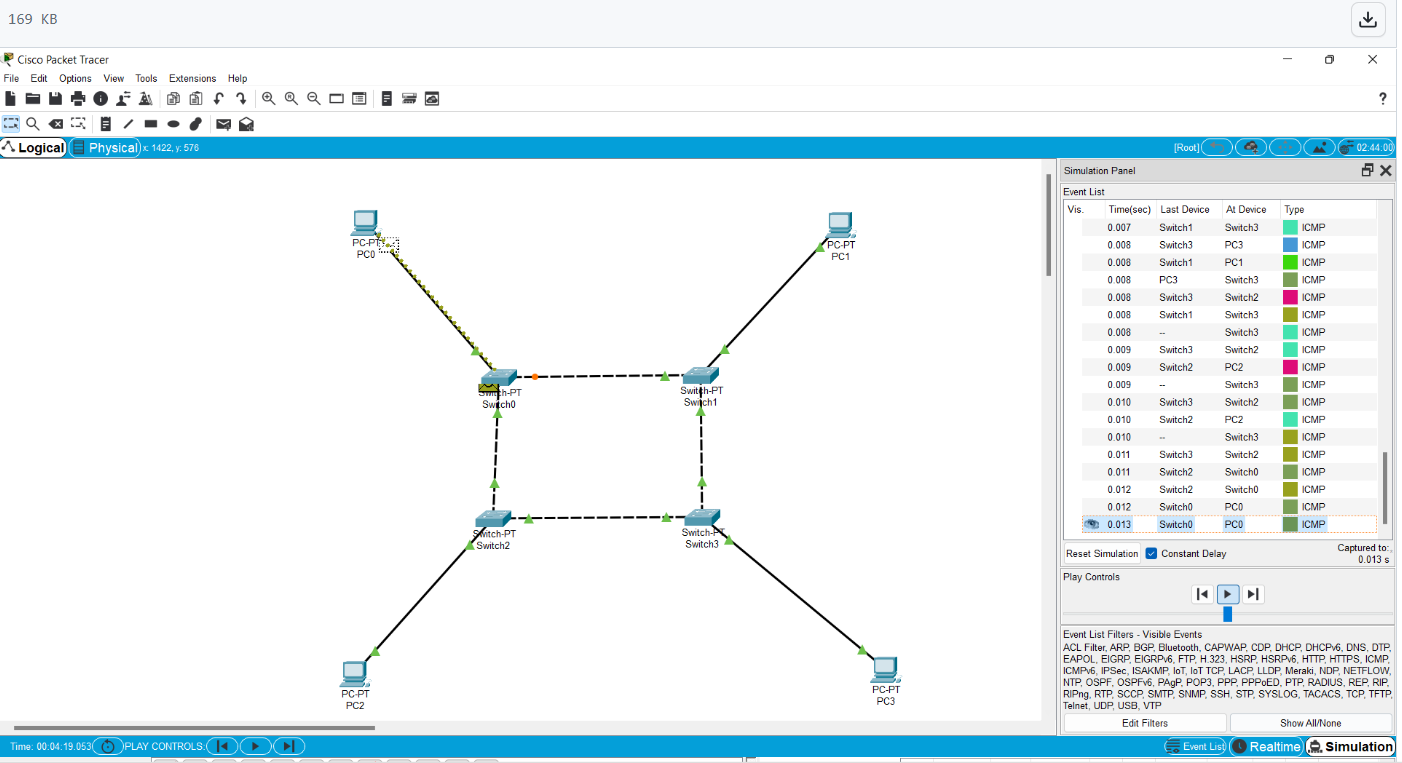 169 KB
Cisco Packet Tracer
File Edit Options View Tools Extensions Help
?
Logical Physical x: 1422, y: 576 [Root] 02:44:00
PC-PT
PC0
PC-PT
PC1
Switch-PT
Switch0
Switch-PT
Switch1
Switch-PT
Switch2
Switch-PT
Switch3
PC-PT
PC2
PC-PT
PC3
Simulation Panel
Event List
Vis. Time(sec) Last Device At Device Type
0.007 Switch1 Switch3 ICMP
0.008 Switch3 PC3 ICMP
0.008 Switch1 PC1 ICMP
0.008 PC3 Switch3 ICMP
0.008 Switch3 Switch2 ICMP
0.008 Switch1 Switch3 ICMP
0.008 -- Switch3 ICMP
0.009 Switch3 Switch2 ICMP
0.009 Switch2 PC2 ICMP
0.009 -- Switch3 ICMP
0.010 Switch3 Switch2 ICMP
0.010 Switch2 PC2 ICMP
0.010 -- Switch3 ICMP
0.011 Switch3 Switch2 ICMP
0.011 Switch2 Switch0 ICMP
0.012 Switch2 Switch0 ICMP
0.012 Switch0 PC0 ICMP
0.013 Switch0 PC0 ICMP
Reset Simulation Constant Delay Captured to:
0.013 s
Play Controls
Event List Filters - Visible Events
ACL Filter, ARP, BGP, Bluetooth, CAPWAP, CDP, DHCP, DHCPv6, DNS, DTP,
EAPOL, EIGRP, EIGRPv6, FTP, H.323, HSRP, HSRPv6, HTTP, HTTPS, ICMP,
ICMPv6, IPSec, ISAKMP, IoT, IoT TCP, LACP, LLDP, Meraki, NDP, NETFLOW,
NTP, OSPF, OSPFv6, PAgP, POP3, PPP, PPPoED, PTP, RADIUS, REP, RIP,
RIPng, RTP, SCCP, SMTP, SNMP, SSH, STP, SYSLOG, TACACS, TCP, TFTP,
Telnet, UDP, USB, VTP
Edit Filters Show All/None
Time: 00:04:19.053 PLAY CONTROLS: Event List Realtime Simulation